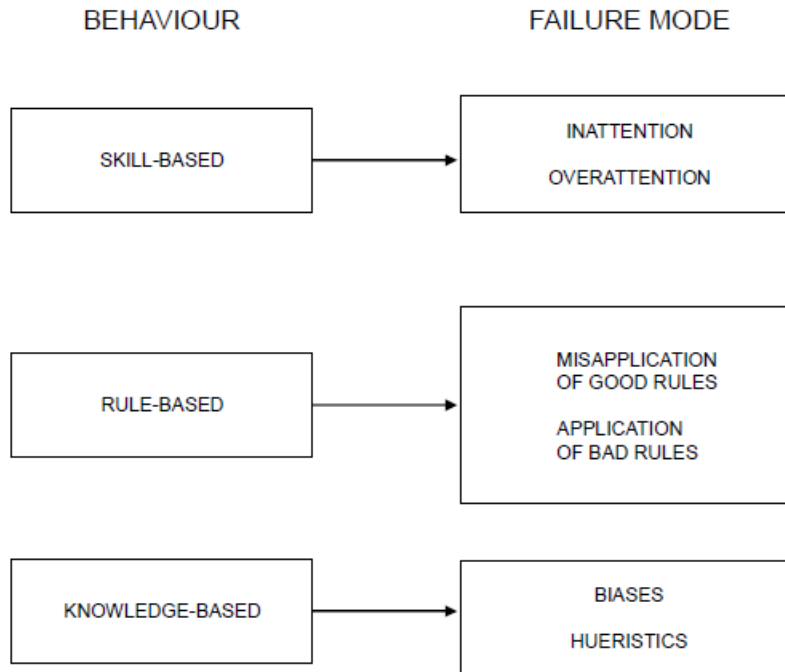 BEHAVIOUR
FAILURE MODE
SKILL-BASED
INATTENTION
OVERATTENTION
RULE-BASED
MISAPPLICATION
OF GOOD RULES
APPLICATION
OF BAD RULES
KNOWLEDGE-BASED
BIASES
HUERISTICS